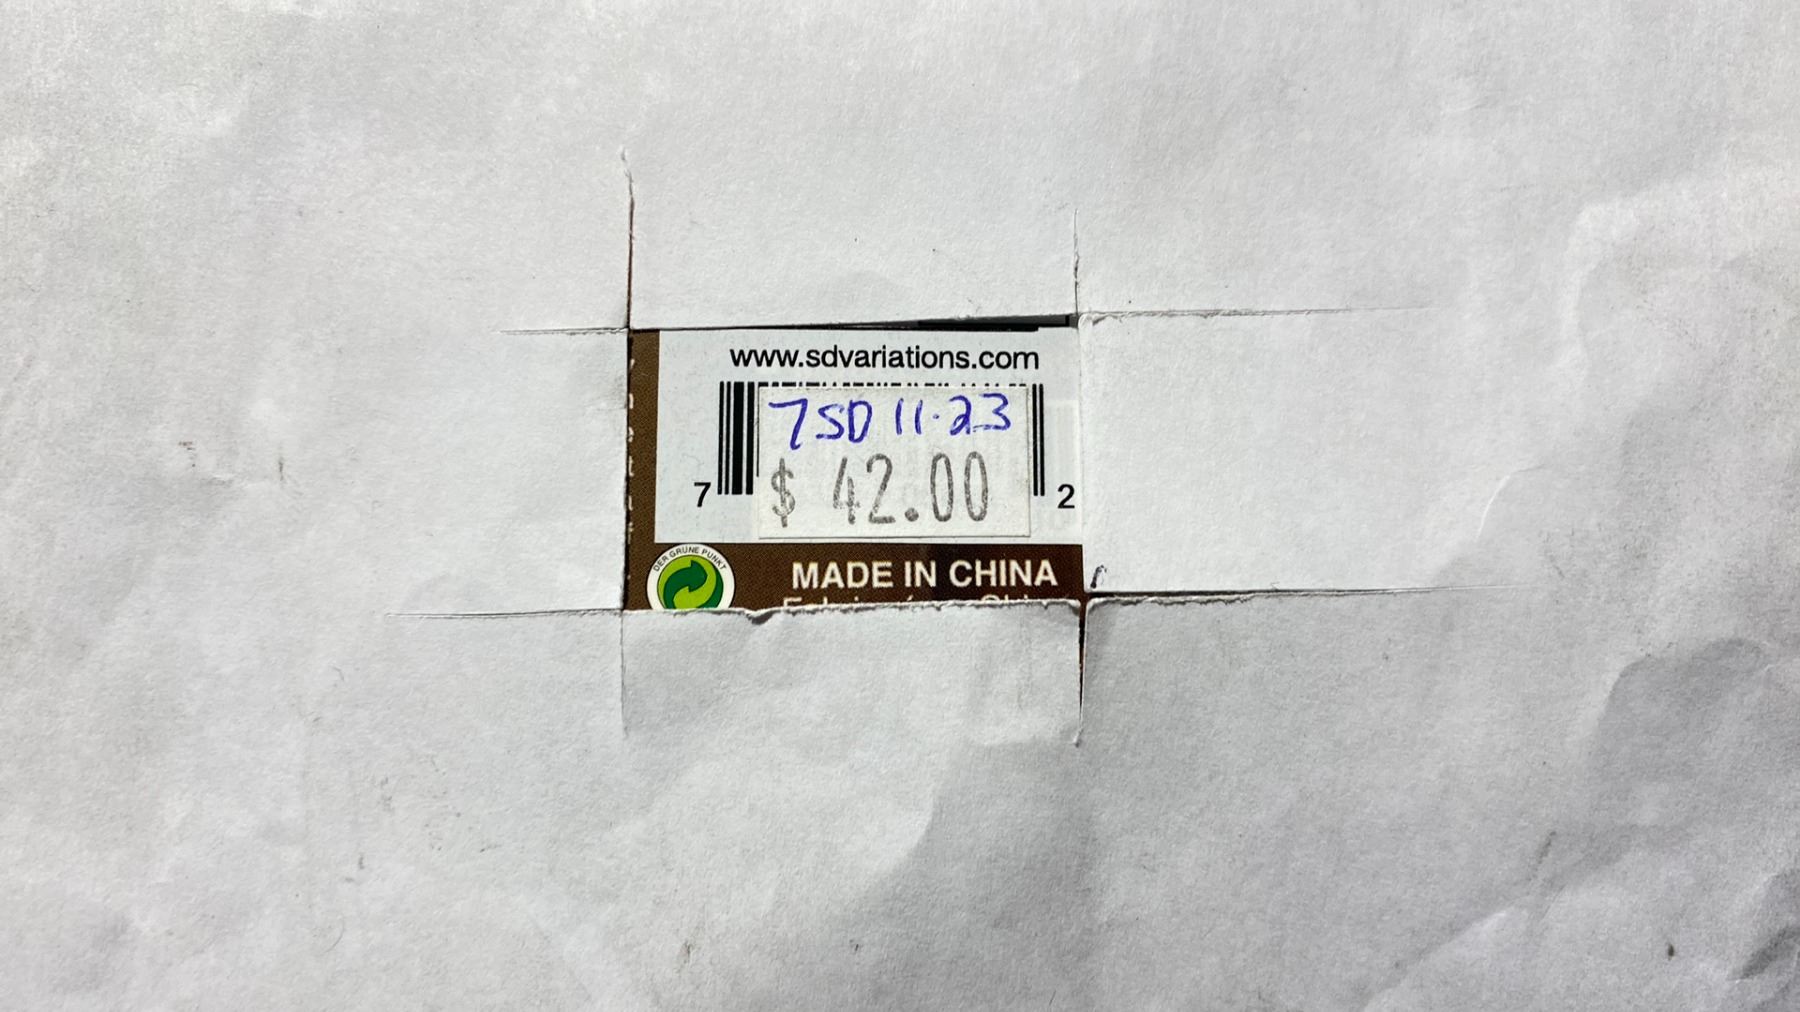 www.sdvariations.com
7SD 11-23
$ 42.00
7 2
DER GRÜNE PUNKT
MADE IN CHINA